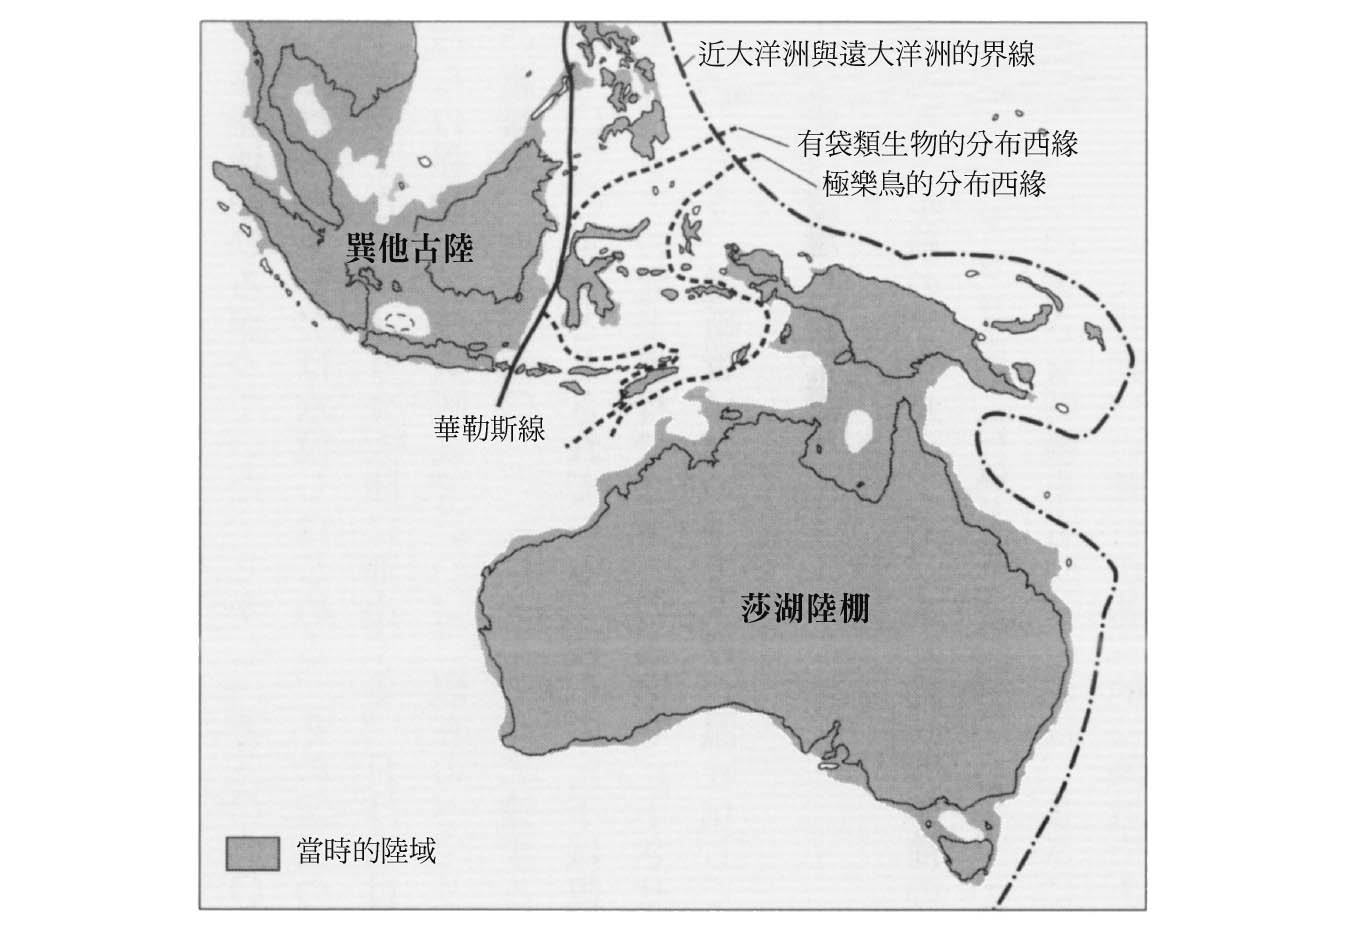 近大洋洲與遠大洋洲的界線
有袋類生物的分布西緣
極樂鳥的分布西緣
巽他古陸
華勒斯線
莎湖陸棚
當時的陸域